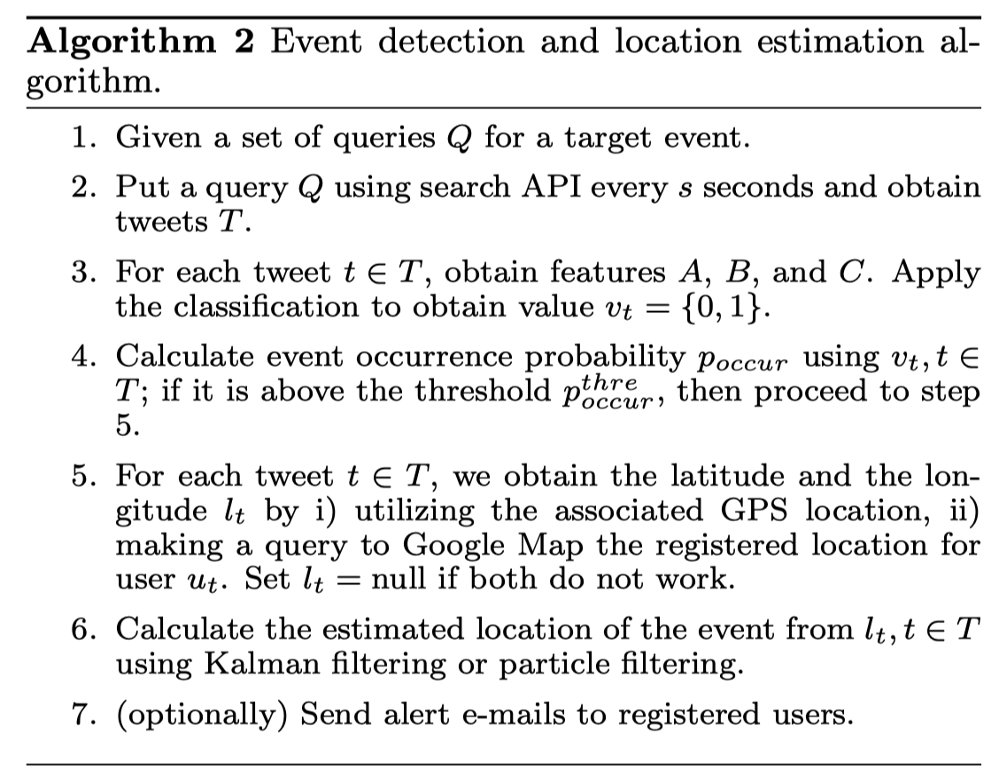 Algorithm 2 Event detection and location estimation al-
gorithm.
1. Given a set of queries Q for a target event.
2. Put a query Q using search API every s seconds and obtain
tweets T.
3. For each tweet t ∈ T, obtain features A, B, and C. Apply
the classification to obtain value v_t = {0, 1}.
4. Calculate event occurrence probability p_{occur} using v_t, t ∈
T; if it is above the threshold p_{occur}^{thre}, then proceed to step
5.
5. For each tweet t ∈ T, we obtain the latitude and the lon-
gitude l_t by i) utilizing the associated GPS location, ii)
making a query to Google Map the registered location for
user u_t. Set l_t = null if both do not work.
6. Calculate the estimated location of the event from l_t, t ∈ T
using Kalman filtering or particle filtering.
7. (optionally) Send alert e-mails to registered users.